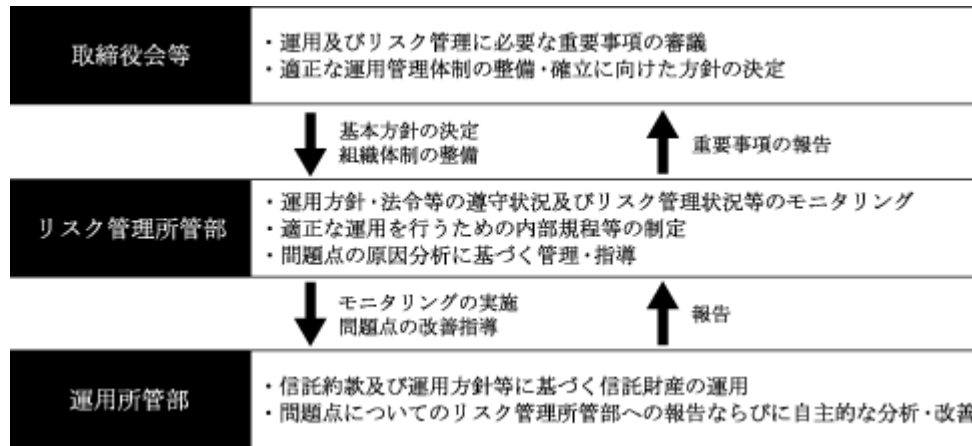 取締役会等
・運用及びリスク管理に必要な重要事項の審議
・適正な運用管理体制の整備・確立に向けた方針の決定
基本方針の決定
組織体制の整備
重要事項の報告
リスク管理所管部
・運用方針・法令等の遵守状況及びリスク管理状況等のモニタリング
・適正な運用を行うための内部規程等の制定
・問題点の原因分析に基づく管理・指導
モニタリングの実施
問題点の改善指導
報告
運用所管部
・信託約款及び運用方針等に基づく信託財産の運用
・問題点についてのリスク管理所管部への報告ならびに自主的な分析・改善